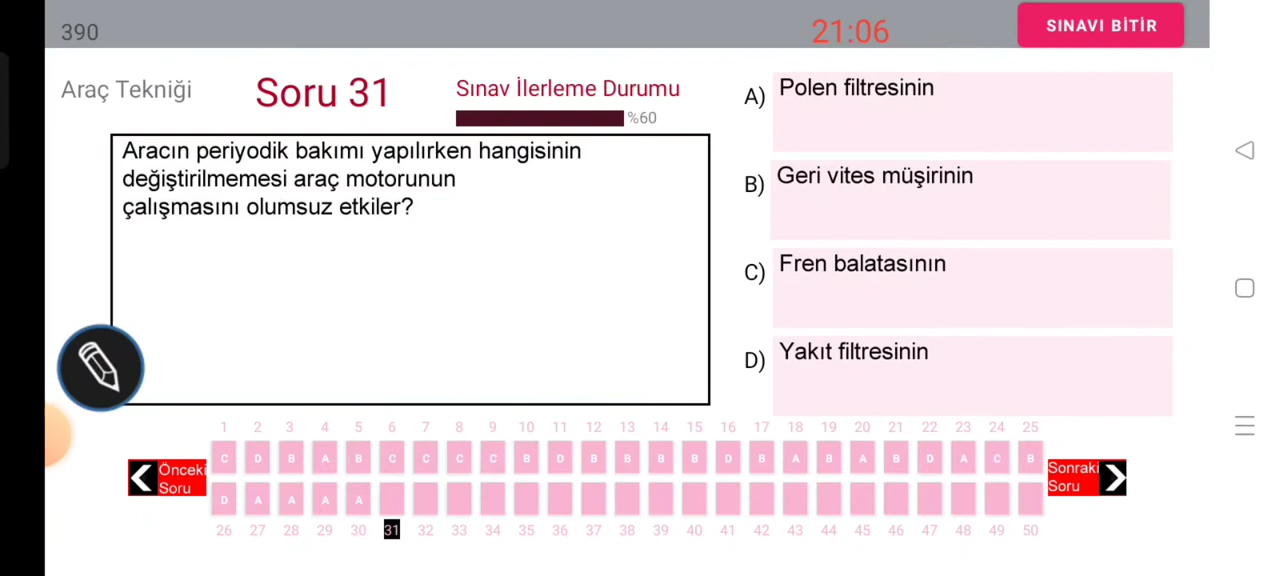 390
21:06
SINAVI BİTİR
Araç Tekniği
Soru 31
Sınav İlerleme Durumu
%60
Aracın periyodik bakımı yapılırken hangisinin
değiştirilmemesi araç motorunun
çalışmasını olumsuz etkiler?
A) Polen filtresinin
B) Geri vites müşirinin
C) Fren balatasının
D) Yakıt filtresinin
1 2 3 4 5 6 7 8 9 10 11 12 13 14 15 16 17 18 19 20 21 22 23 24 25
C D B A B C C C C B D B B B B D B A B A B D A C B
D A A A A
26 27 28 29 30 31 32 33 34 35 36 37 38 39 40 41 42 43 44 45 46 47 48 49 50
Önceki
Soru
Sonraki
Soru